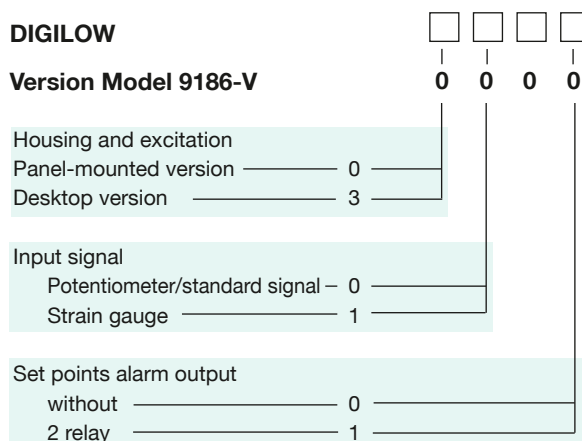 DIGILOW
Version Model 9186-V 0 0 0 0
Housing and excitation
Panel-mounted version 0
Desktop version 3
Input signal
Potentiometer/standard signal 0
Strain gauge 1
Set points alarm output
without 0
2 relay 1